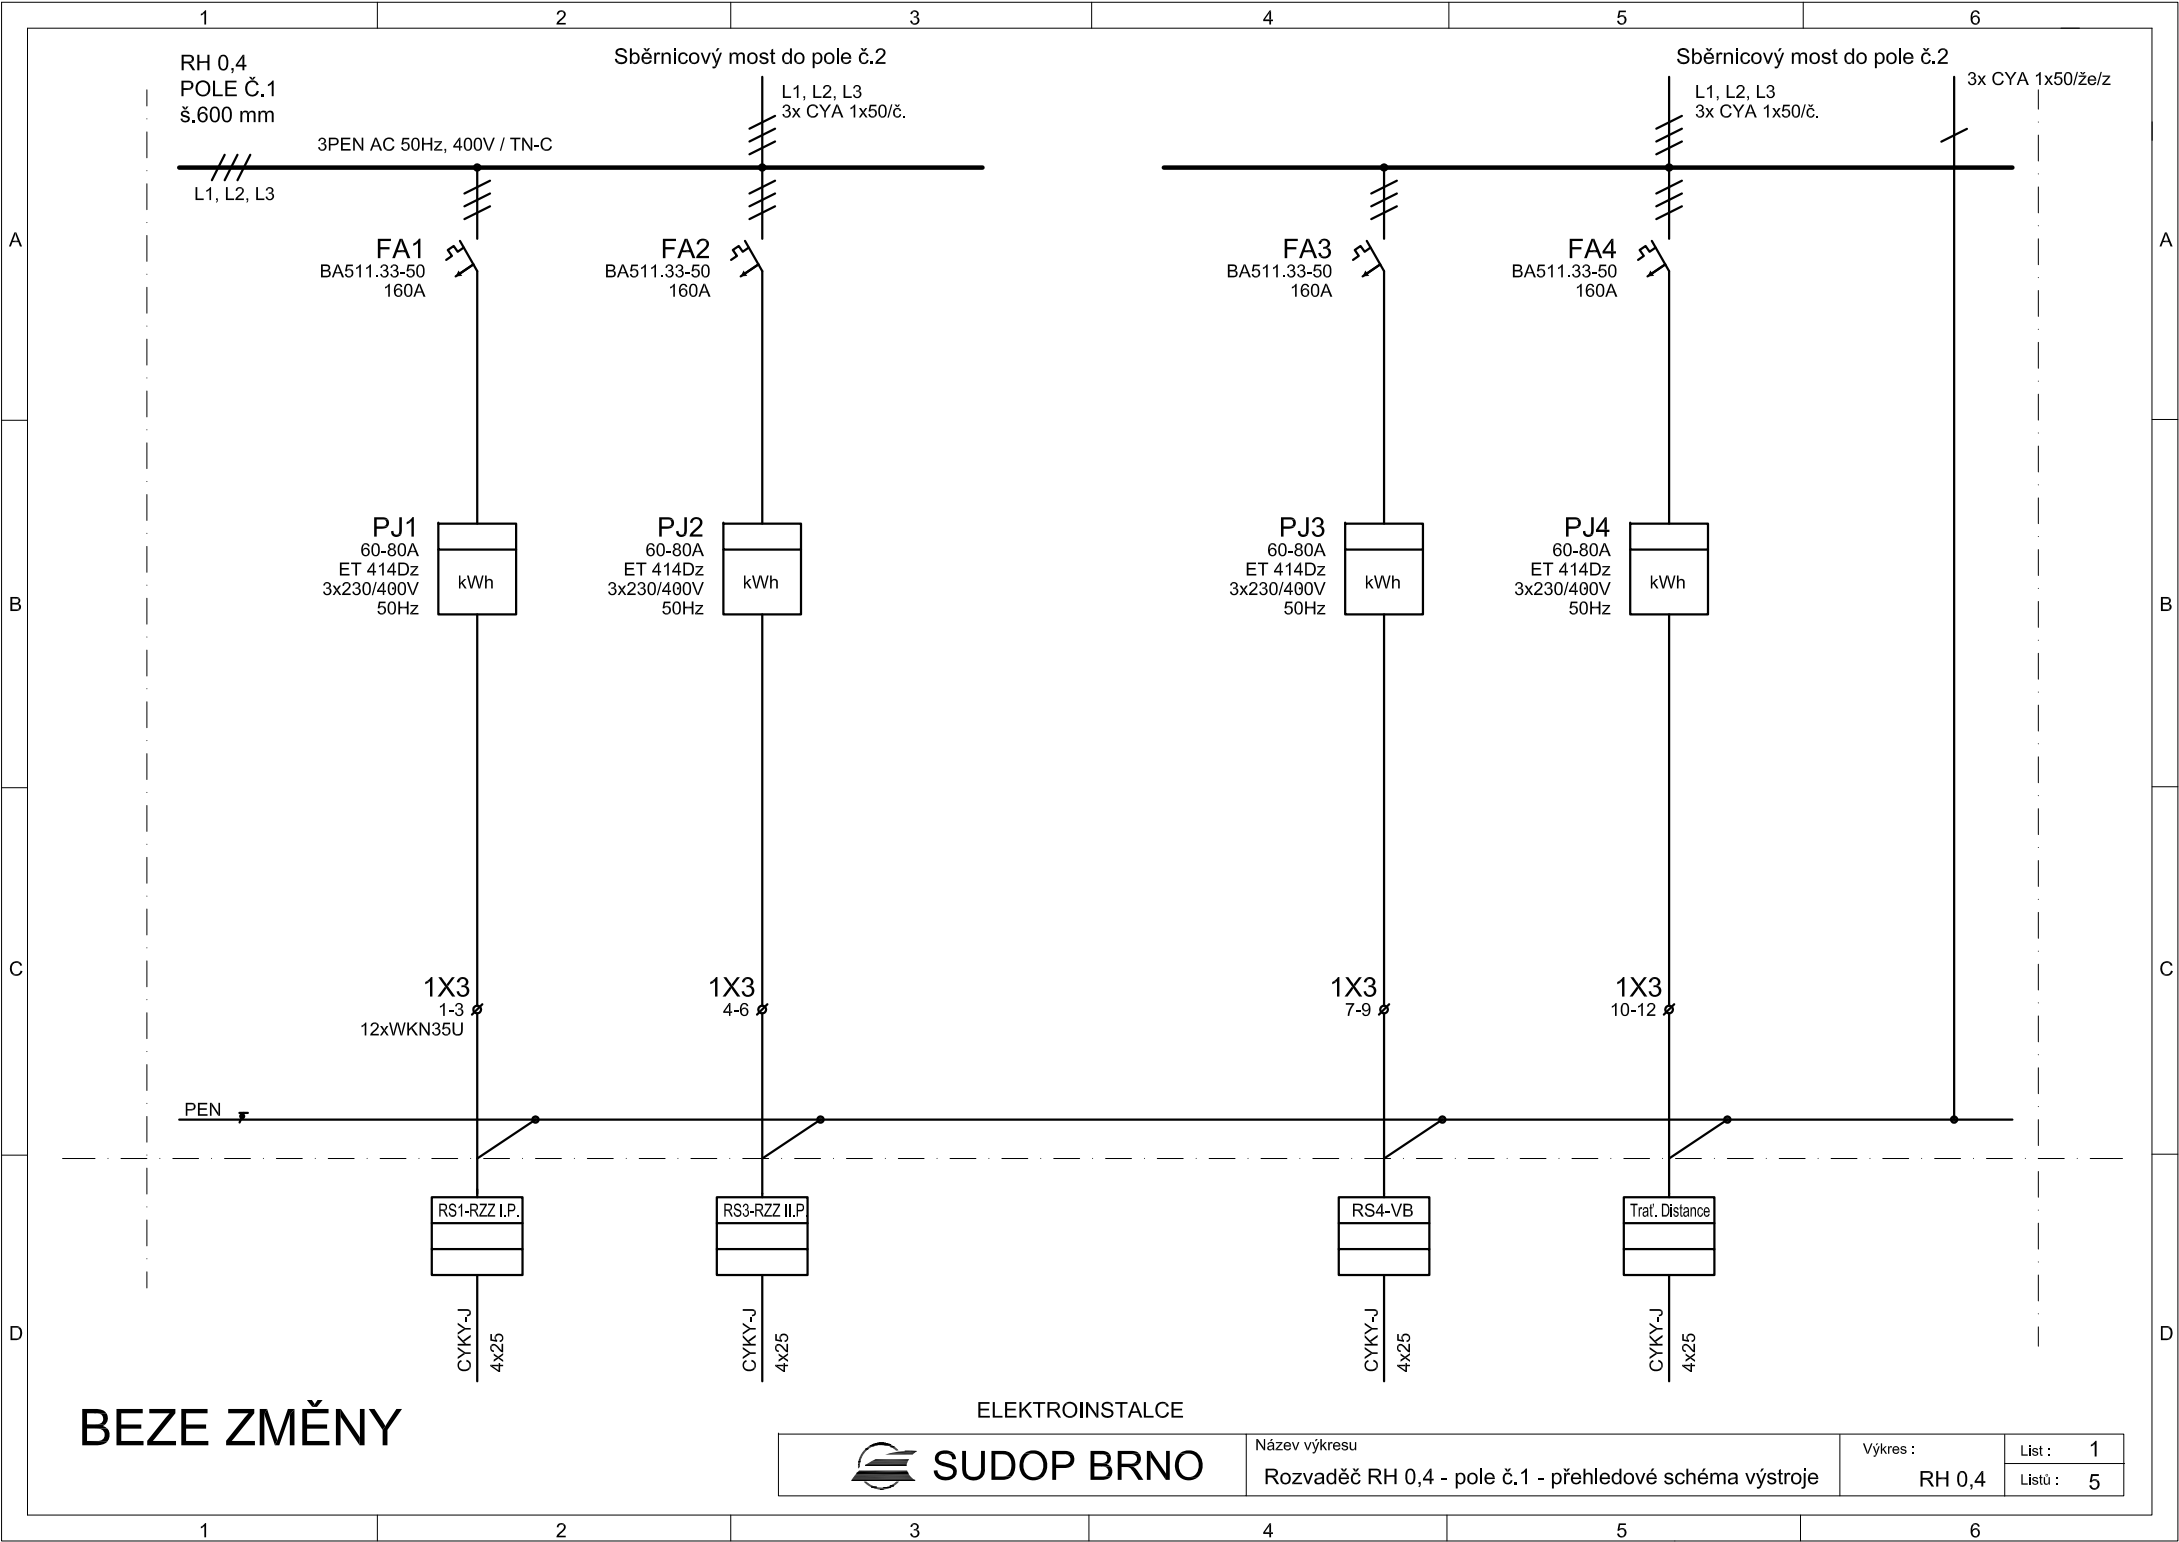 1 2 3 4 5 6
RH 0,4
POLE Č.1
š.600 mm
Sběrnicový most do pole č.2
L1, L2, L3
3x CYA 1x50/č.
Sběrnicový most do pole č.2
L1, L2, L3
3x CYA 1x50/č.
3x CYA 1x50/že/z
3PEN AC 50Hz, 400V / TN-C
L1, L2, L3
A
A
FA1
BA511.33-50
160A
FA2
BA511.33-50
160A
FA3
BA511.33-50
160A
FA4
BA511.33-50
160A
PJ1
60-80A
ET 414Dz
3x230/400V
50Hz
kWh
PJ2
60-80A
ET 414Dz
3x230/400V
50Hz
kWh
PJ3
60-80A
ET 414Dz
3x230/400V
50Hz
kWh
PJ4
60-80A
ET 414Dz
3x230/400V
50Hz
kWh
B
B
C
C
1X3
1-3
12xWKN35U
1X3
4-6
1X3
7-9
1X3
10-12
PEN
RS1-RZZ I.P.
RS3-RZZ II.P
RS4-VB
Trať. Distance
CYKY-J
4x25
CYKY-J
4x25
CYKY-J
4x25
CYKY-J
4x25
D
D
BEZE ZMĚNY
ELEKTROINSTALCE
SUDOP BRNO
Název výkresu
Rozvaděč RH 0,4 - pole č.1 - přehledové schéma výstroje
Výkres :
RH 0,4
List : 1
Listů : 5
1 2 3 4 5 6